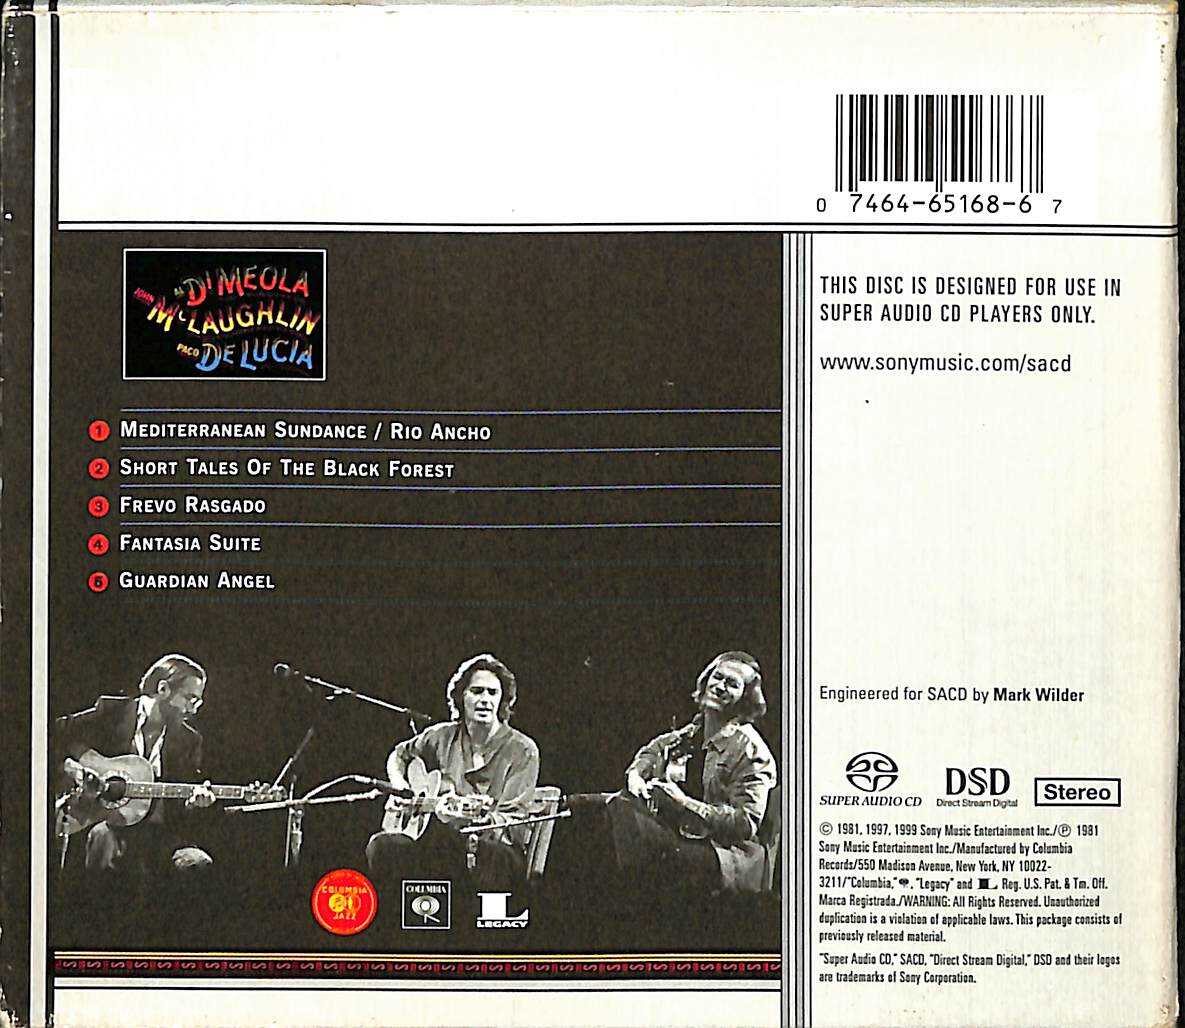 0 7464-65168-6 7
AL DI MEOLA
JOHN McLAUGHLIN
PACO DE LUCIA
1 MEDITERRANEAN SUNDANCE / RIO ANCHO
2 SHORT TALES OF THE BLACK FOREST
3 FREVO RASGADO
4 FANTASIA SUITE
5 GUARDIAN ANGEL
COLUMBIA
JAZZ
COLUMBIA
L
LEGACY
THIS DISC IS DESIGNED FOR USE IN
SUPER AUDIO CD PLAYERS ONLY.
www.sonymusic.com/sacd
Engineered for SACD by Mark Wilder
SUPER AUDIO CD
DSD
Direct Stream Digital
Stereo
© 1981, 1997, 1999 Sony Music Entertainment Inc./℗ 1981
Sony Music Entertainment Inc./Manufactured by Columbia
Records/550 Madison Avenue, New York, NY 10022-
3211/"Columbia," , "Legacy" and L Reg. U.S. Pat. & Tm. Off.
Marca Registrada./WARNING: All Rights Reserved. Unauthorized
duplication is a violation of applicable laws. This package consists of
previously released material.
"Super Audio CD," SACD, "Direct Stream Digital," DSD and their logos
are trademarks of Sony Corporation.